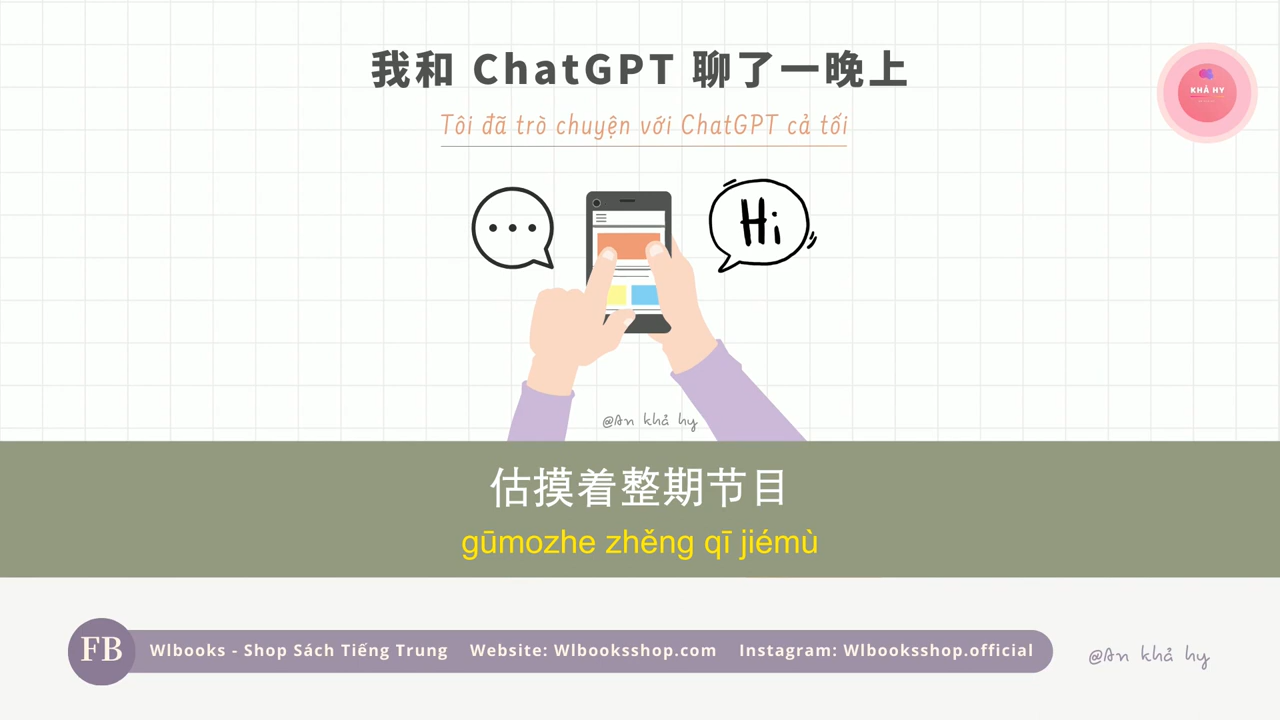 我和 ChatGPT 聊了一晚上
Tôi đã trò chuyện với ChatGPT cả tối
KHẢ HY
Hi
@An khả hy
估摸着整期节目
gūmozhe zhěng qī jiémù
FB
Wlbooks - Shop Sách Tiếng Trung Website: Wlbooksshop.com Instagram: Wlbooksshop.official
@An khả hy